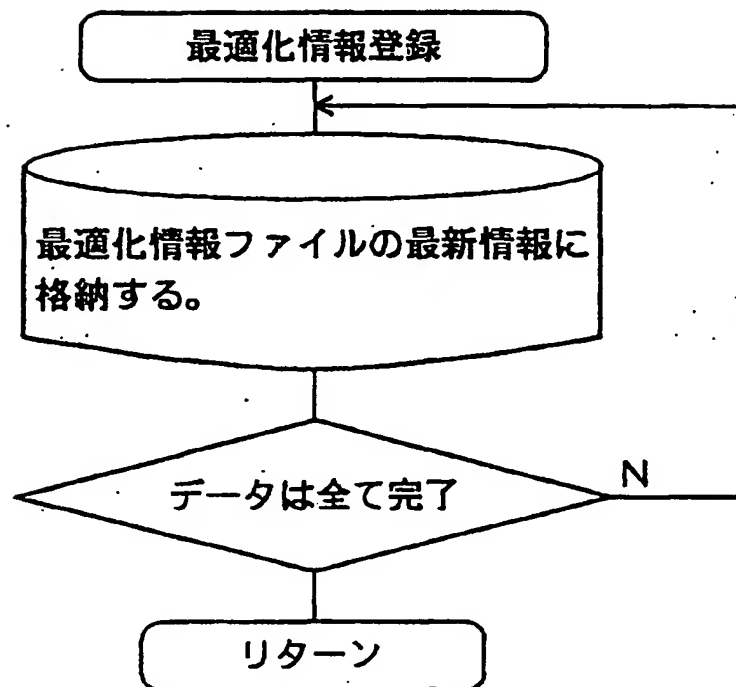 最適化情報登録
最適化情報ファイルの最新情報に
格納する。
データは全て完了
N
リターン